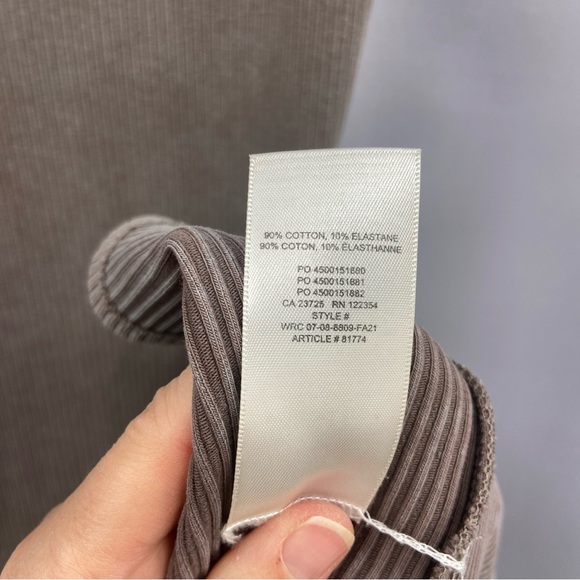 90% COTTON, 10% ELASTANE
90% COTON, 10% ÉLASTHANNE
PO 4500151880
PO 4500151881
PO 4500151882
CA 23725 RN 122354
STYLE #
WRC 07-08-8809-FA21
ARTICLE # 81774